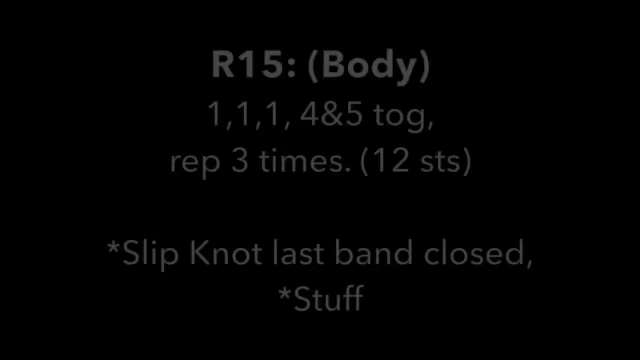 R15: (Body)
1,1,1, 4&5 tog,
rep 3 times. (12 sts)
*Slip Knot last band closed,
*Stuff